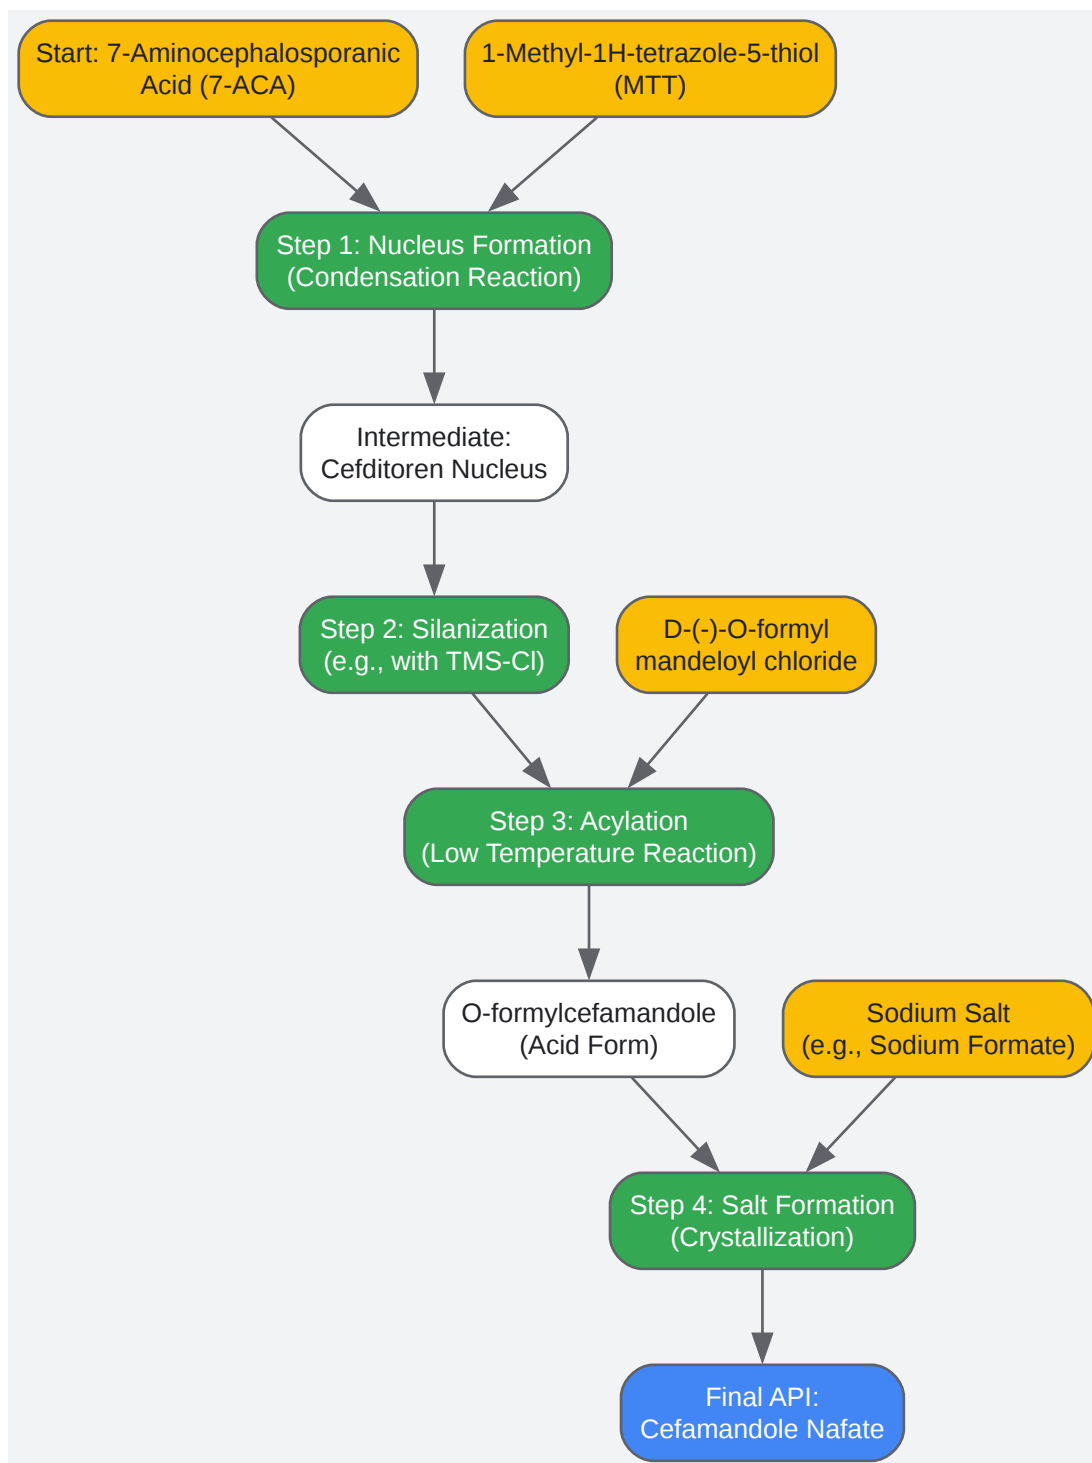 Start: 7-Aminocephalosporanic
Acid (7-ACA)
1-Methyl-1H-tetrazole-5-thiol
(MTT)
Step 1: Nucleus Formation
(Condensation Reaction)
Intermediate:
Cefditoren Nucleus
Step 2: Silanization
(e.g., with TMS-Cl)
D-(-)-O-formyl
mandeloyl chloride
Step 3: Acylation
(Low Temperature Reaction)
O-formylcefamandole
(Acid Form)
Sodium Salt
(e.g., Sodium Formate)
Step 4: Salt Formation
(Crystallization)
Final API:
Cefamandole Nafate